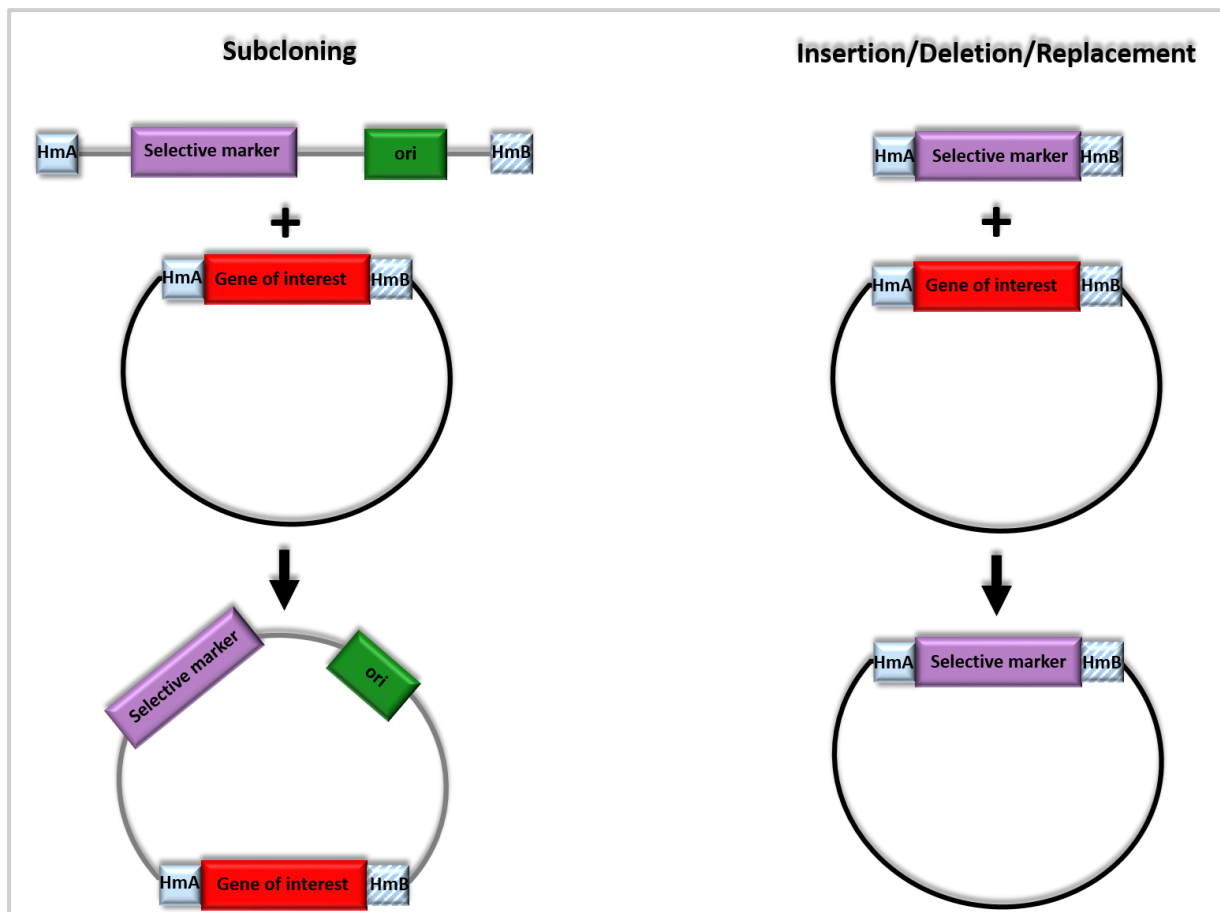 Subcloning
HmA Selective marker ori HmB
+
HmA Gene of interest HmB
Selective marker
ori
HmA Gene of interest HmB
Insertion/Deletion/Replacement
HmA Selective marker HmB
+
HmA Gene of interest HmB
HmA Selective marker HmB